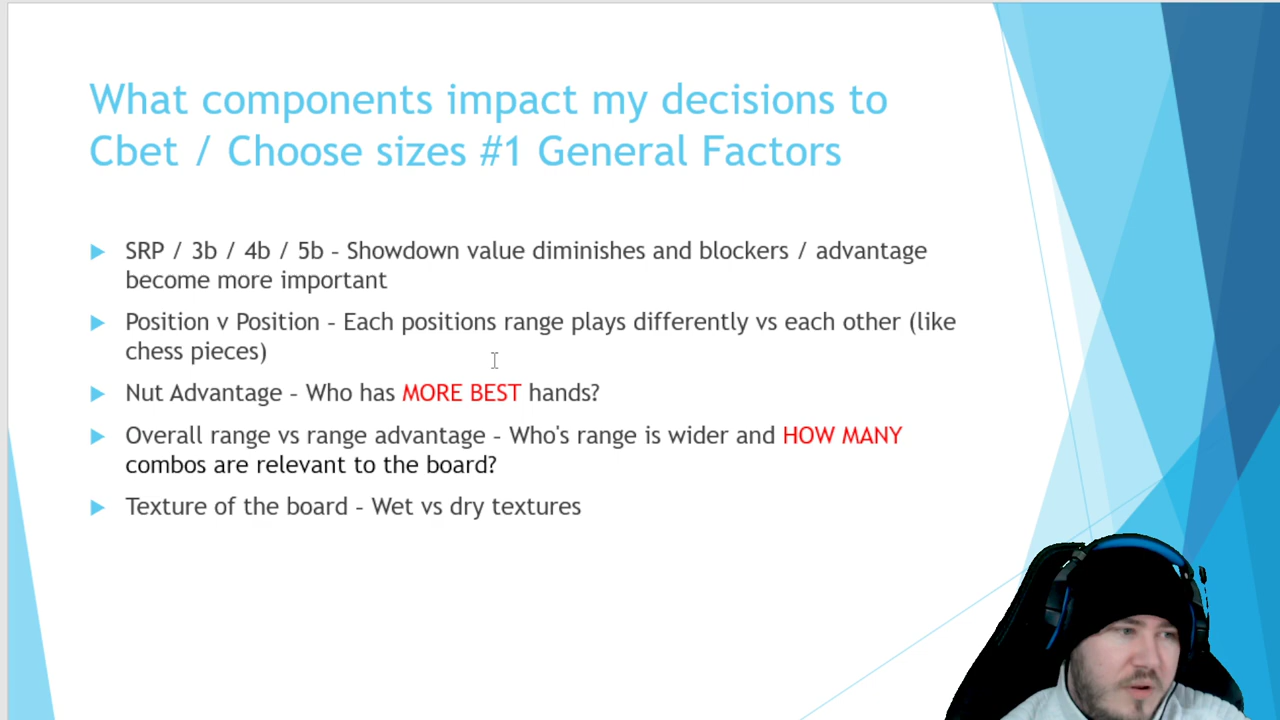 What components impact my decisions to
Cbet / Choose sizes #1 General Factors
SRP / 3b / 4b / 5b – Showdown value diminishes and blockers / advantage
become more important
Position v Position – Each positions range plays differently vs each other (like
chess pieces)
Nut Advantage – Who has MORE BEST hands?
Overall range vs range advantage – Who's range is wider and HOW MANY
combos are relevant to the board?
Texture of the board – Wet vs dry textures